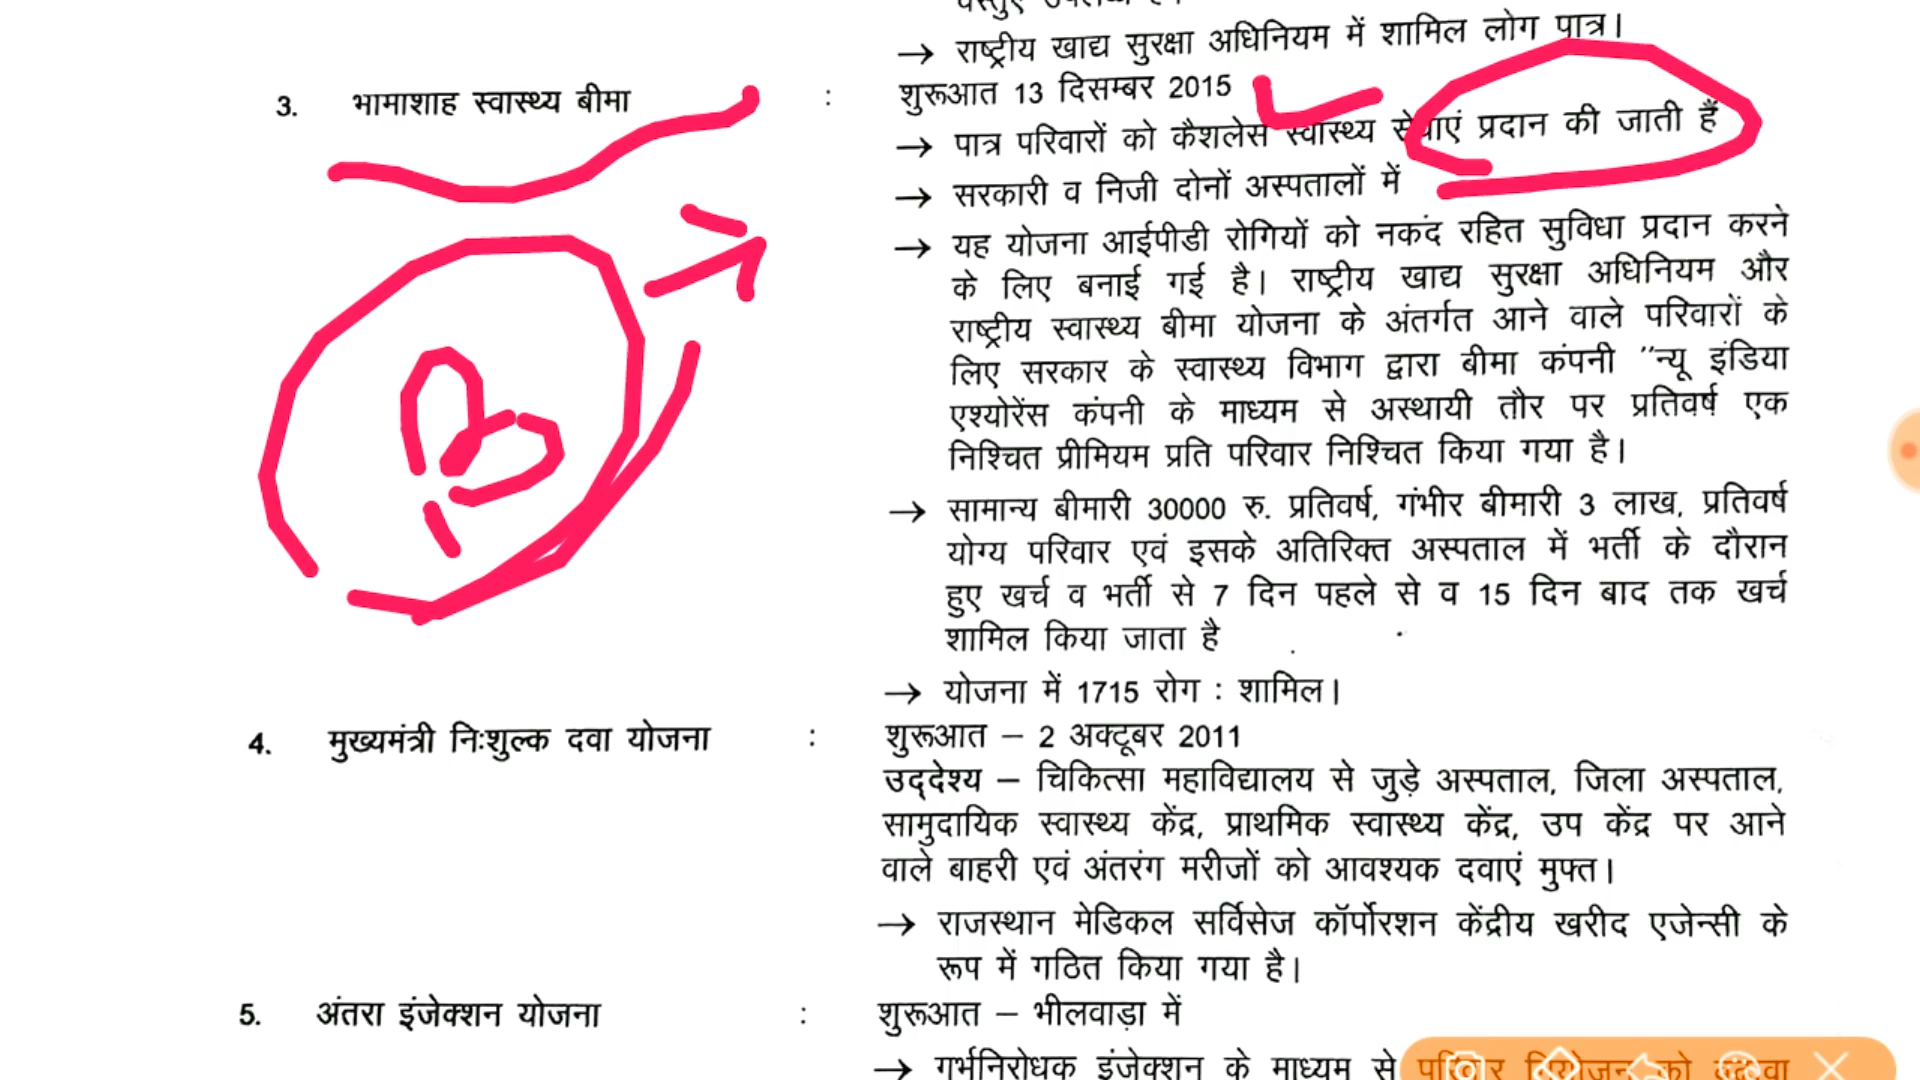 → राष्ट्रीय खाद्य सुरक्षा अधिनियम में शामिल लोग पात्र।
3. भामाशाह स्वास्थ्य बीमा : शुरूआत 13 दिसम्बर 2015
→ पात्र परिवारों को कैशलेस स्वास्थ्य सेवाएं प्रदान की जाती हैं
→ सरकारी व निजी दोनों अस्पतालों में
→ यह योजना आईपीडी रोगियों को नकद रहित सुविधा प्रदान करने
के लिए बनाई गई है। राष्ट्रीय खाद्य सुरक्षा अधिनियम और
राष्ट्रीय स्वास्थ्य बीमा योजना के अंतर्गत आने वाले परिवारों के
लिए सरकार के स्वास्थ्य विभाग द्वारा बीमा कंपनी "न्यू इंडिया
एश्योरेंस कंपनी के माध्यम से अस्थायी तौर पर प्रतिवर्ष एक
निश्चित प्रीमियम प्रति परिवार निश्चित किया गया है।
→ सामान्य बीमारी 30000 रु. प्रतिवर्ष, गंभीर बीमारी 3 लाख, प्रतिवर्ष
योग्य परिवार एवं इसके अतिरिक्त अस्पताल में भर्ती के दौरान
हुए खर्च व भर्ती से 7 दिन पहले से व 15 दिन बाद तक खर्च
शामिल किया जाता है
→ योजना में 1715 रोग : शामिल।
4. मुख्यमंत्री निःशुल्क दवा योजना : शुरूआत – 2 अक्टूबर 2011
उद्देश्य – चिकित्सा महाविद्यालय से जुड़े अस्पताल, जिला अस्पताल,
सामुदायिक स्वास्थ्य केंद्र, प्राथमिक स्वास्थ्य केंद्र, उप केंद्र पर आने
वाले बाहरी एवं अंतरंग मरीजों को आवश्यक दवाएं मुफ्त।
→ राजस्थान मेडिकल सर्विसेज कॉर्पोरेशन केंद्रीय खरीद एजेन्सी के
रूप में गठित किया गया है।
5. अंतरा इंजेक्शन योजना : शुरूआत – भीलवाड़ा में
→ गर्भनिरोधक इंजेक्शन के माध्यम से